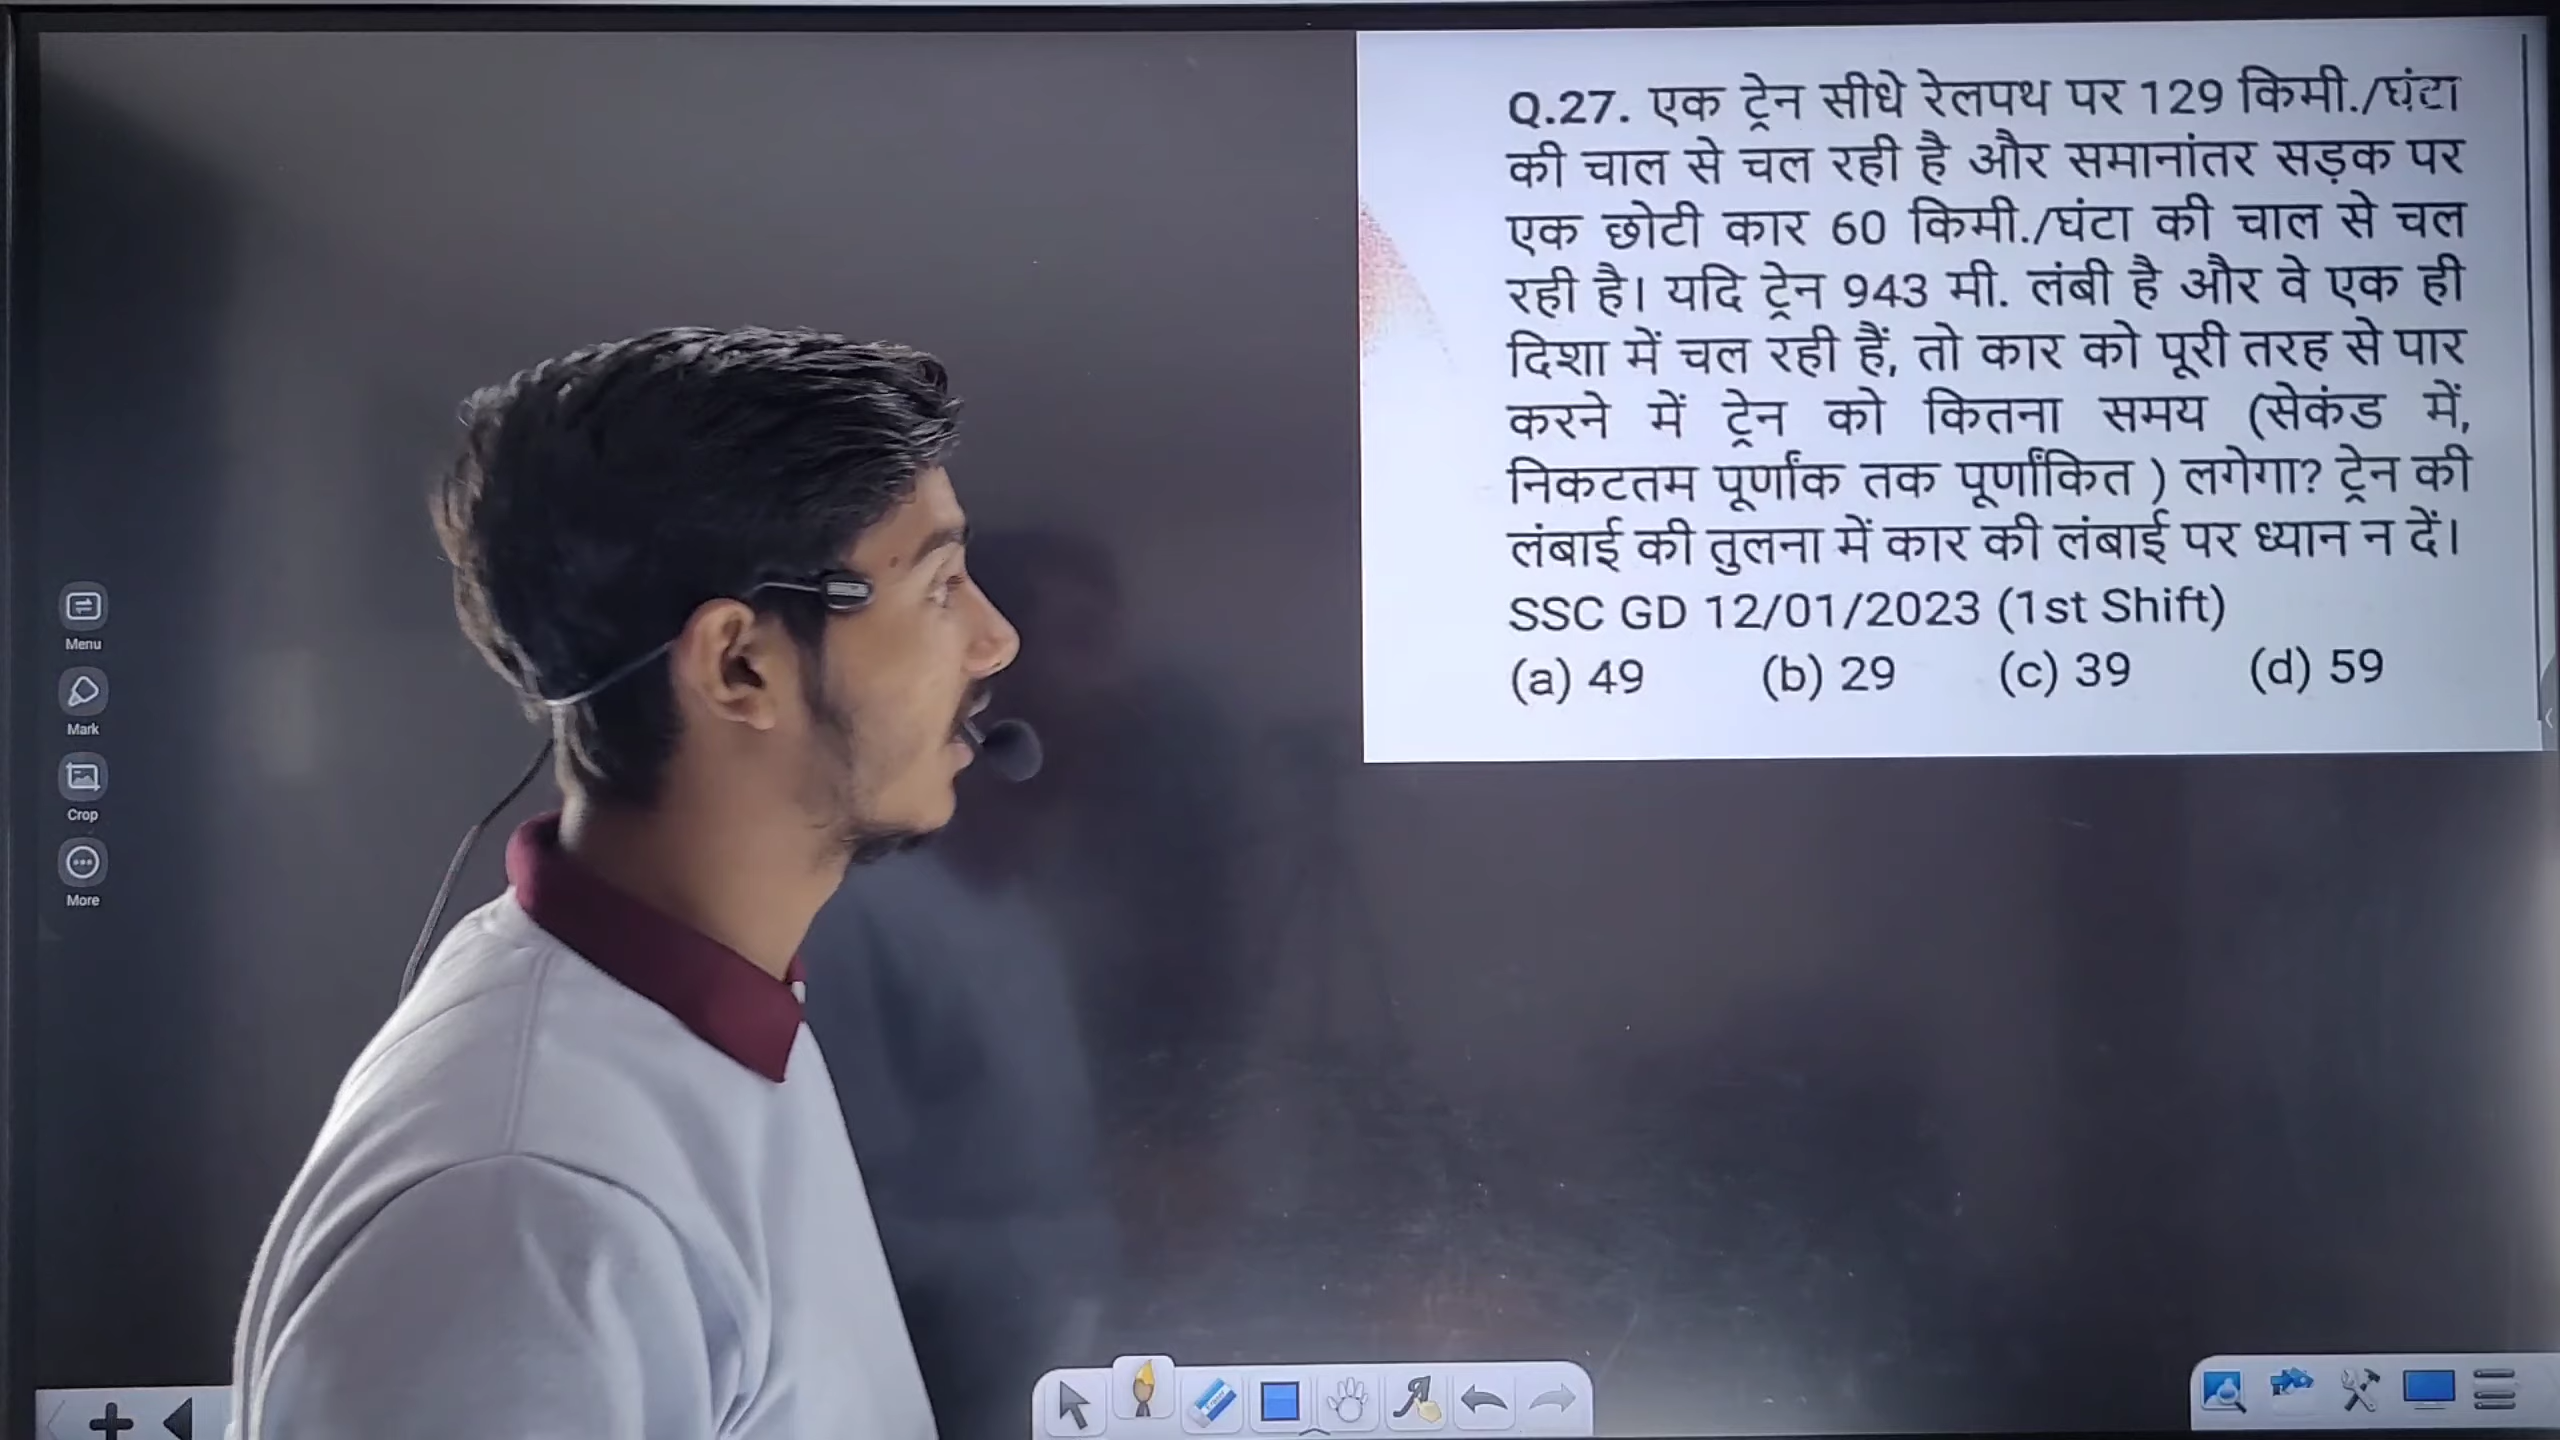 Q.27. एक ट्रेन सीधे रेलपथ पर 129 किमी./घंटा
की चाल से चल रही है और समानांतर सड़क पर
एक छोटी कार 60 किमी./घंटा की चाल से चल
रही है। यदि ट्रेन 943 मी. लंबी है और वे एक ही
दिशा में चल रही हैं, तो कार को पूरी तरह से पार
करने में ट्रेन को कितना समय (सेकंड में,
निकटतम पूर्णांक तक पूर्णांकित ) लगेगा? ट्रेन की
लंबाई की तुलना में कार की लंबाई पर ध्यान न दें।
SSC GD 12/01/2023 (1st Shift)
(a) 49 (b) 29 (c) 39 (d) 59
Menu
Mark
Crop
More